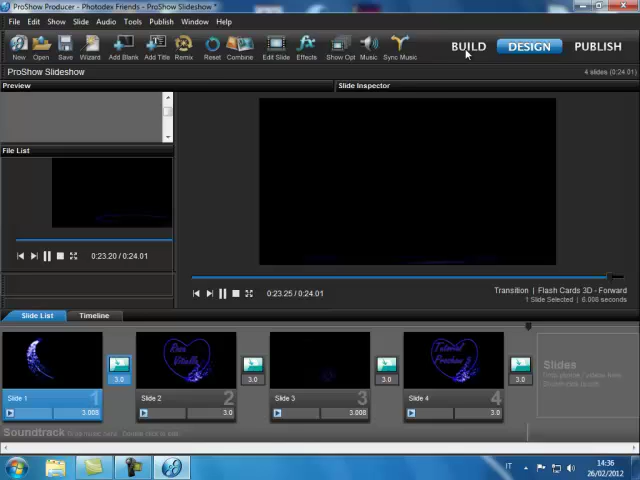 ProShow Producer - Photodex Friends - ProShow Slideshow *
File Show Slide Audio Tools Publish Window Help
New Open Save Wizard Add Blank Add Title Remix Reset Combine Edit Slide Effects Show Opt Music Sync Music
BUILD DESIGN PUBLISH
ProShow Slideshow
4 slides (0:24.01)
Preview
Slide Inspector
File List
0:23.20 / 0:24.01
0:23.25 / 0:24.01
Transition | Flash Cards 3D - Forward
1 Slide Selected | 6.008 seconds
Slide List Timeline
3.0 3.0 3.0 3.0
Rosa
Tutorial
Proshow
Slides
Slide 1 1 Slide 2 2 Slide 3 3 Slide 4 4
3.008 3.0 3.008 3.0
Soundtrack
IT
14:36
26/02/2012